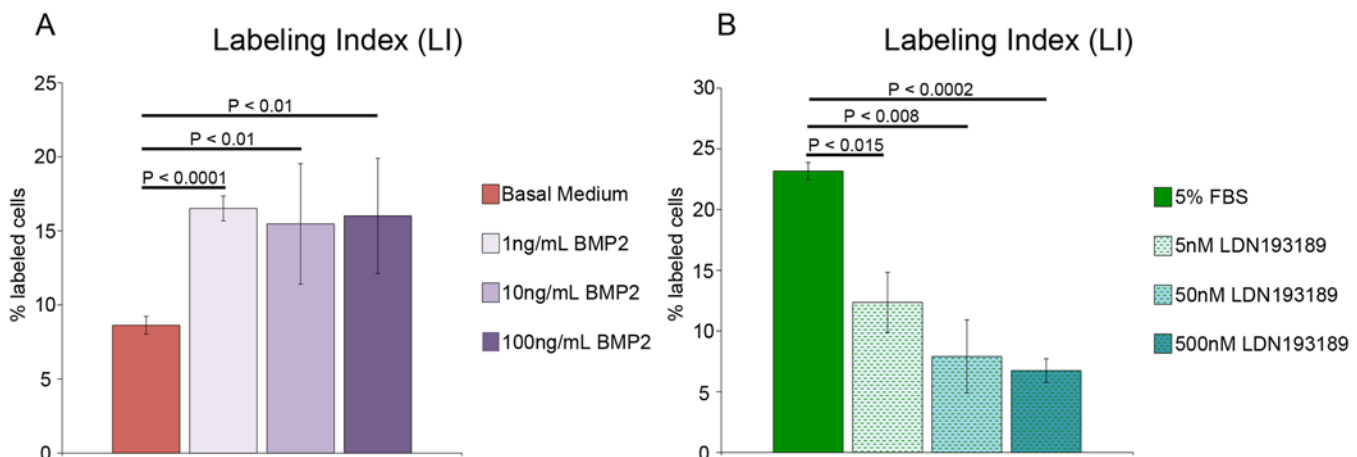 A
Labeling Index (LI)
% labeled cells
25
20
15
10
5
0
P < 0.01
P < 0.01
P < 0.0001
Basal Medium
1ng/mL BMP2
10ng/mL BMP2
100ng/mL BMP2
B
Labeling Index (LI)
% labeled cells
30
25
20
15
10
5
0
P < 0.0002
P < 0.008
P < 0.015
5% FBS
5nM LDN193189
50nM LDN193189
500nM LDN193189